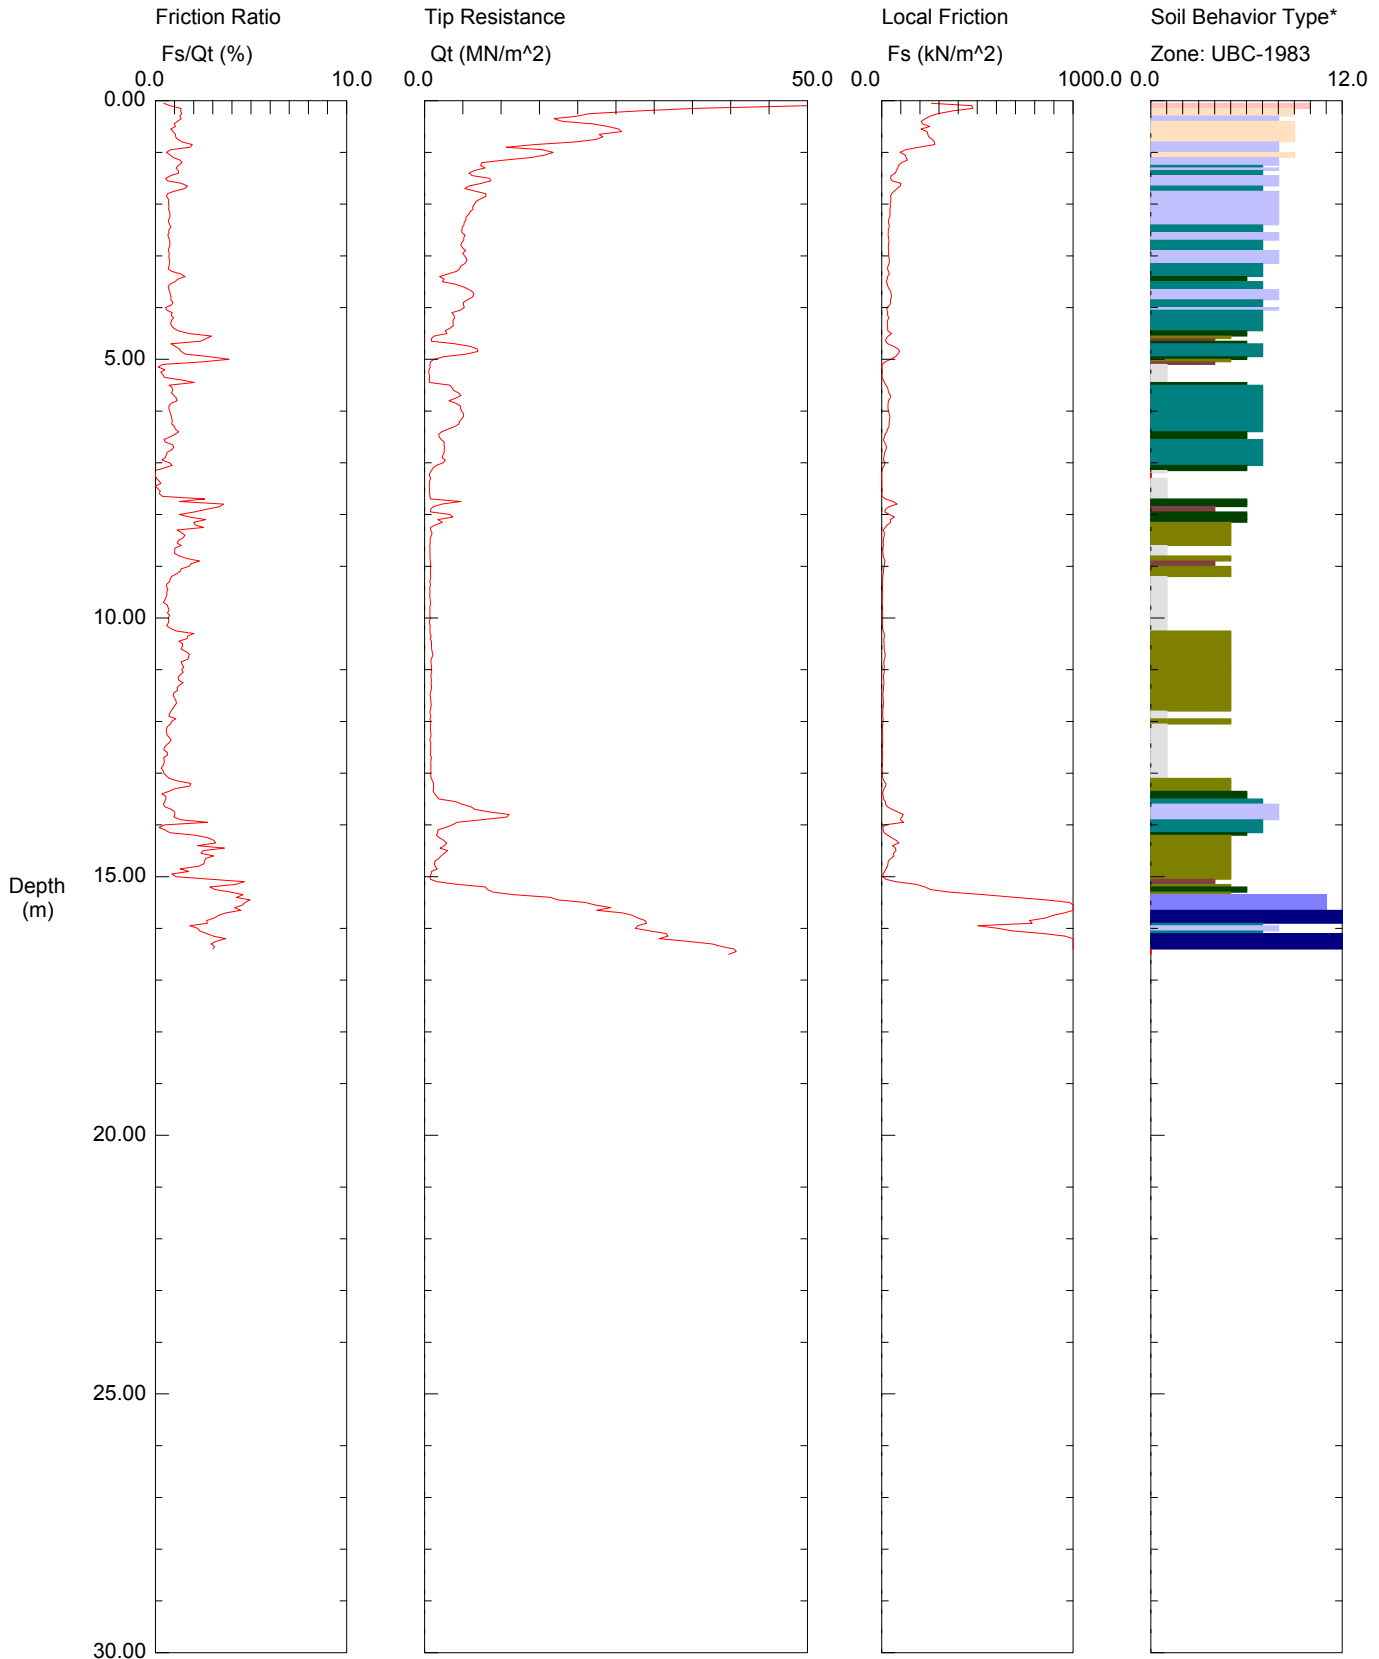 Friction Ratio Tip Resistance Local Friction Soil Behavior Type*
Fs/Qt (%) Qt (MN/m^2) Fs (kN/m^2) Zone: UBC-1983
0.0 10.0 0.0 50.0 0.0 1000.0 0.0 12.0
0.00
5.00
10.00
15.00
Depth
(m)
20.00
25.00
30.00